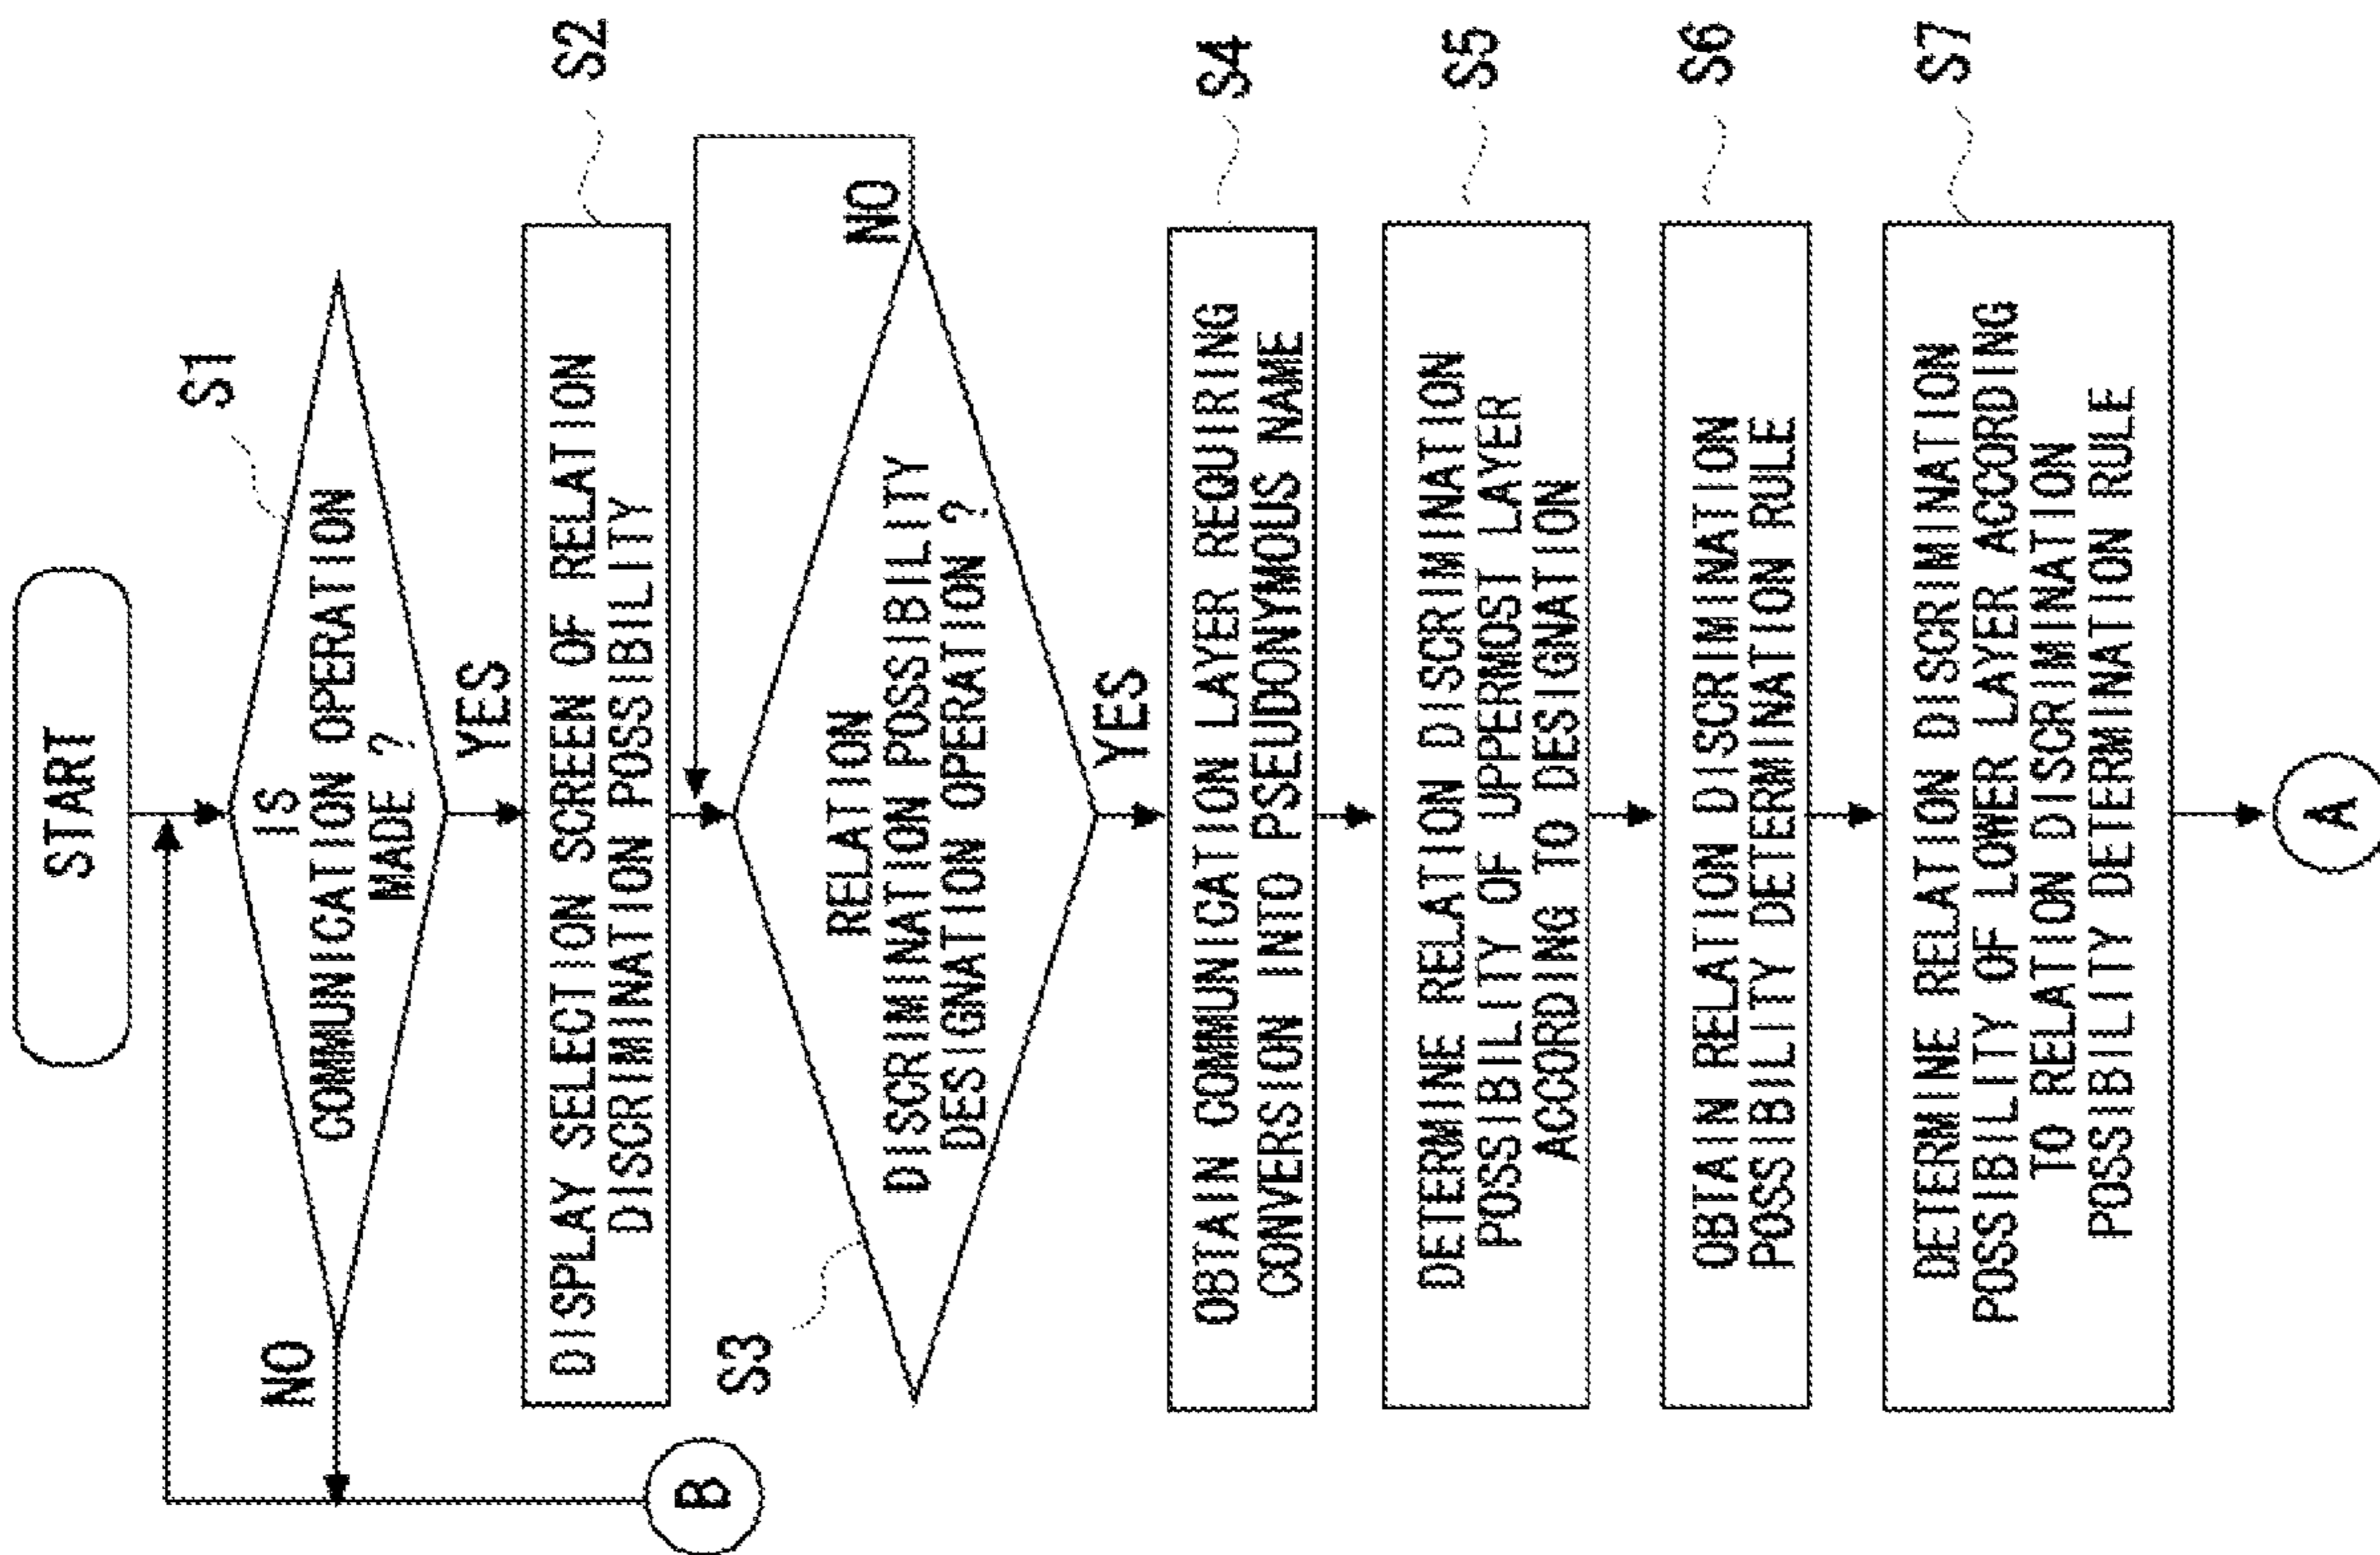 START
S1
IS
COMMUNICATION OPERATION
MADE ?
NO
YES
S2
DISPLAY SELECTION SCREEN OF RELATION
DISCRIMINATION POSSIBILITY
B
S3
RELATION
DISCRIMINATION POSSIBILITY
DESIGNATION OPERATION ?
NO
YES
S4
OBTAIN COMMUNICATION LAYER REQUIRING
CONVERSION INTO PSEUDONYMOUS NAME
S5
DETERMINE RELATION DISCRIMINATION
POSSIBILITY OF UPPERMOST LAYER
ACCORDING TO DESIGNATION
S6
OBTAIN RELATION DISCRIMINATION
POSSIBILITY DETERMINATION RULE
S7
DETERMINE RELATION DISCRIMINATION
POSSIBILITY OF LOWER LAYER ACCORDING
TO RELATION DISCRIMINATION
POSSIBILITY DETERMINATION RULE
A